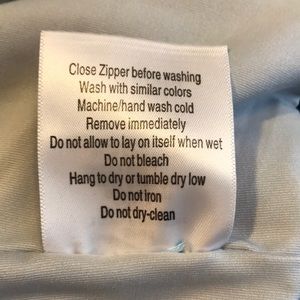 Close Zipper before washing
Wash with similar colors
Machine/hand wash cold
Remove immediately
Do not allow to lay on itself when wet
Do not bleach
Hang to dry or tumble dry low
Do not iron
Do not dry-clean